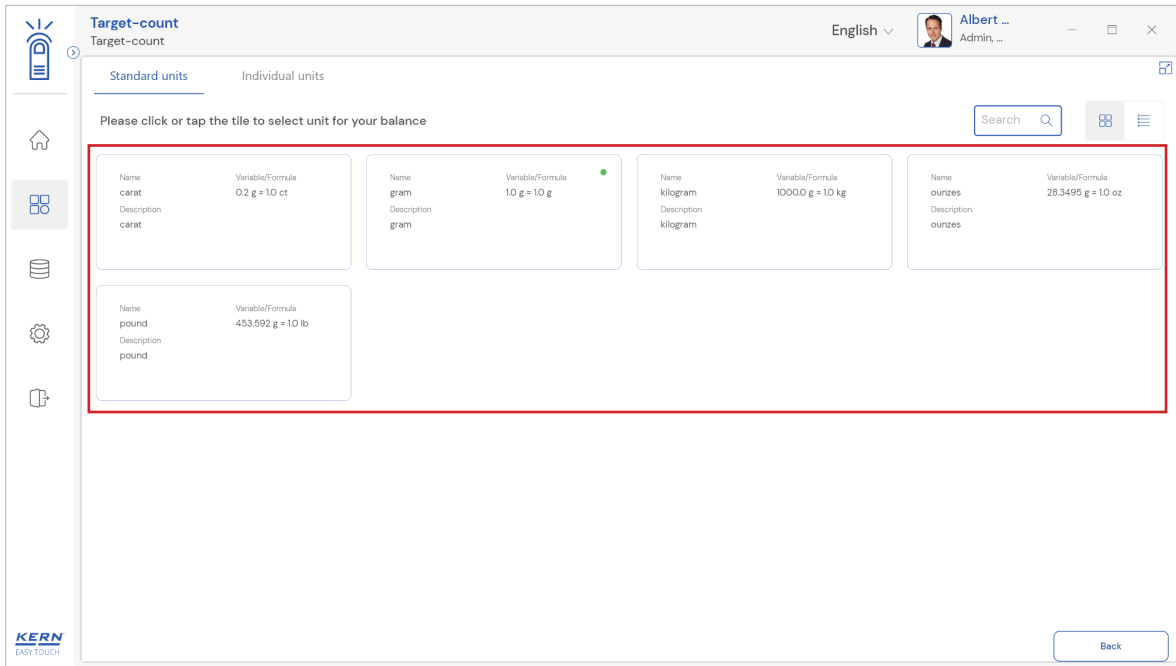 Target-count
Target-count
English
Albert ...
Admin, ...
Standard units
Individual units
Please click or tap the tile to select unit for your balance
Search
Name Variable/Formula
carat 0.2 g = 1.0 ct
Description
carat
Name Variable/Formula
gram 1.0 g = 1.0 g
Description
gram
Name Variable/Formula
kilogram 1000.0 g = 1.0 kg
Description
kilogram
Name Variable/Formula
ounzes 28.3495 g = 1.0 oz
Description
ounzes
Name Variable/Formula
pound 453.592 g = 1.0 lb
Description
pound
KERN
EASY TOUCH
Back